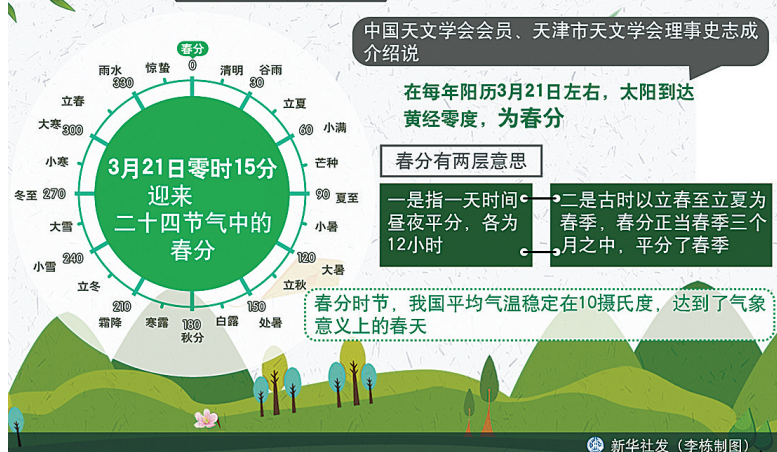 春分
0
清明
谷雨
30
立夏
60
小满
芒种
90
夏至
小暑
120
大暑
立秋
150
处暑
白露
180
秋分
寒露
210
霜降
立冬
240
小雪
大雪
270
冬至
小寒
300
大寒
立春
330
雨水
惊蛰
3月21日零时15分
迎来
二十四节气中的
春分
中国天文学会会员、天津市天文学会理事史志成
介绍说
在每年阳历3月21日左右，太阳到达
黄经零度，为春分
春分有两层意思
一是指一天时间
昼夜平分，各为
12小时
二是古时以立春至立夏为
春季，春分正当春季三个
月之中，平分了春季
春分时节，我国平均气温稳定在10摄氏度，达到了气象
意义上的春天
新华社发（李栋制图）